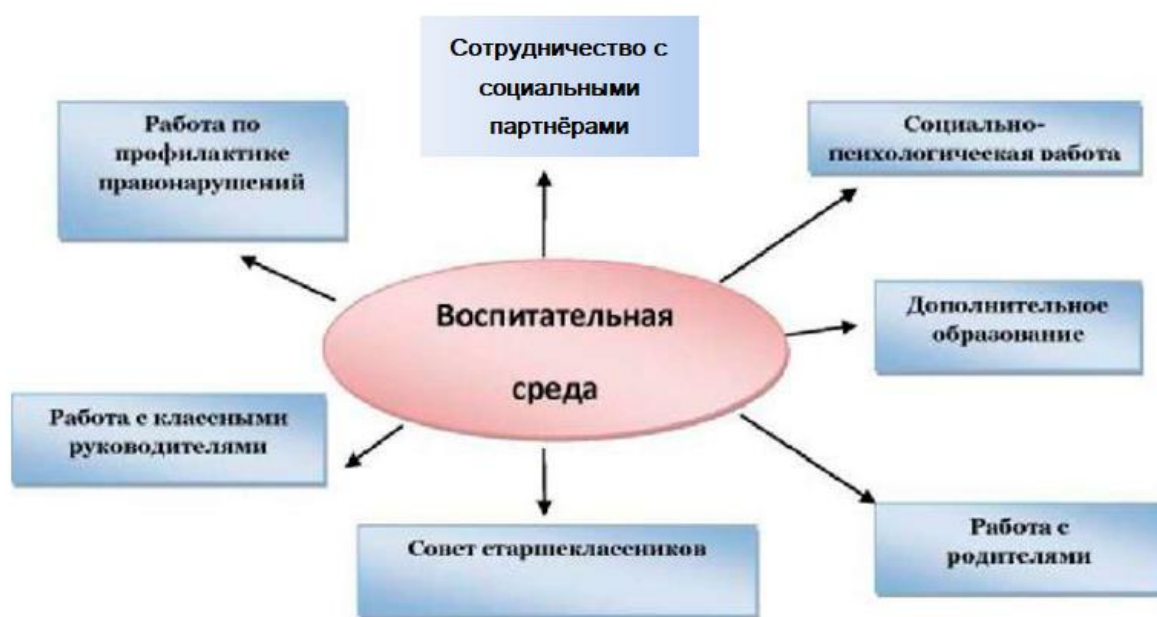 Сотрудничество с
социальными
партнёрами
Работа по
профилактике
правонарушений
Социально-
психологическая работа
Воспитательная
среда
Дополнительное
образование
Работа с классными
руководителями
Совет старшеклассников
Работа с
родителями